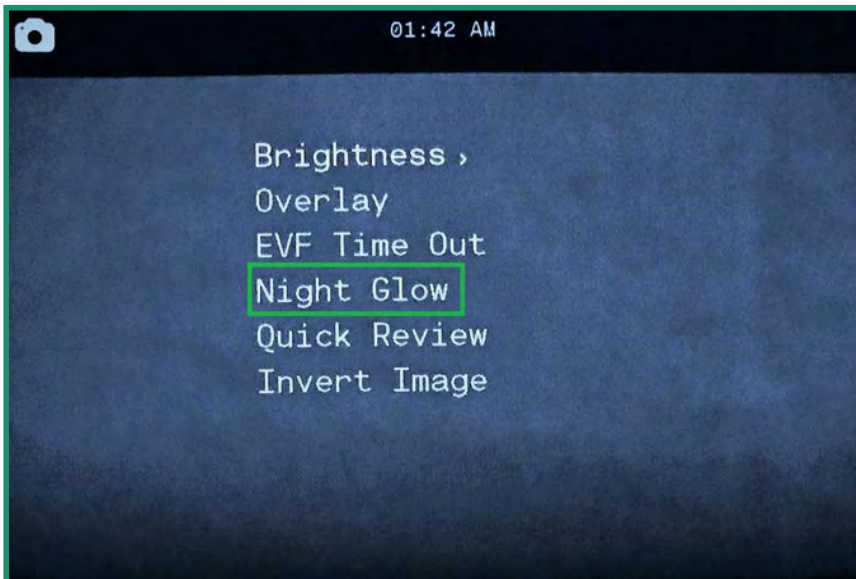 01:42 AM
Brightness ›
Overlay
EVF Time Out
Night Glow
Quick Review
Invert Image